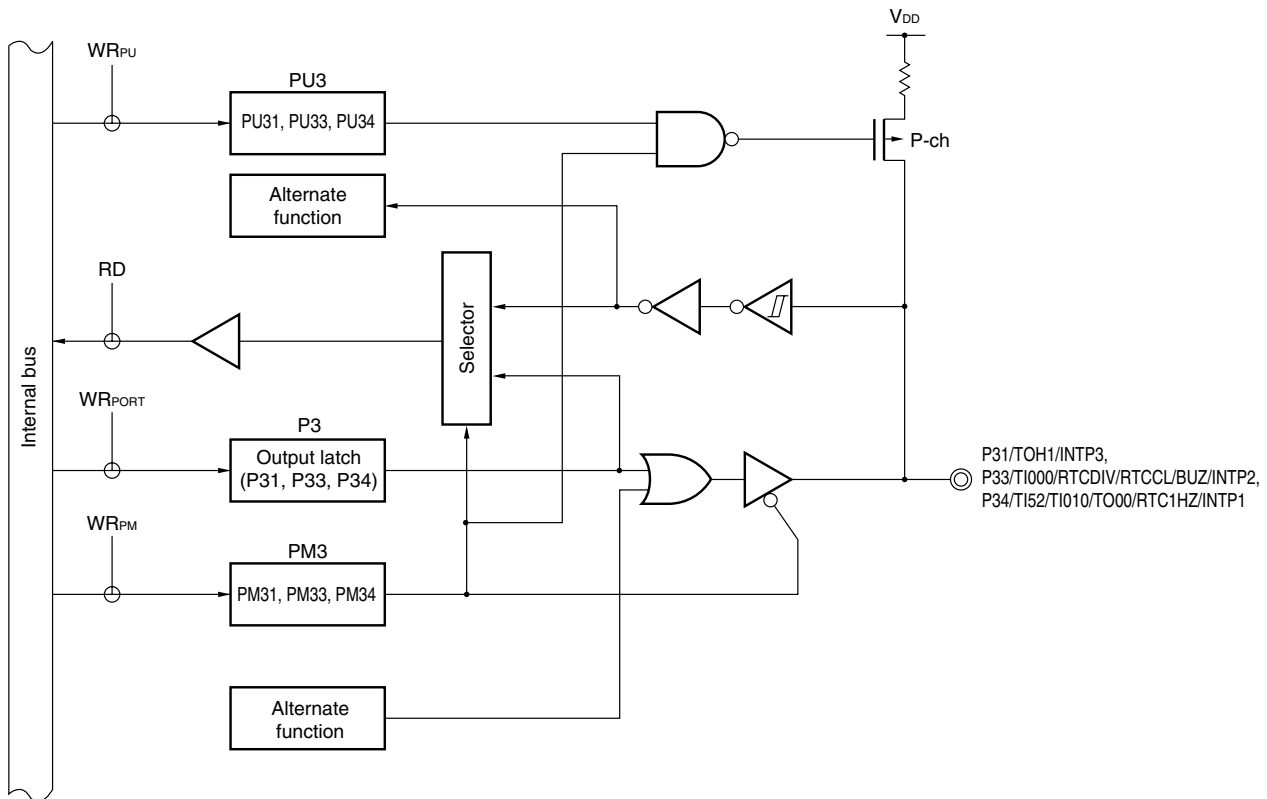 VDD
WRPU
PU3
PU31, PU33, PU34
P-ch
Alternate
function
RD
Selector
Internal bus
WRPORT
P3
Output latch
(P31, P33, P34)
P31/TOH1/INTP3,
P33/TI000/RTCDIV/RTCCL/BUZ/INTP2,
P34/TI52/TI010/TO00/RTC1HZ/INTP1
WRPM
PM3
PM31, PM33, PM34
Alternate
function